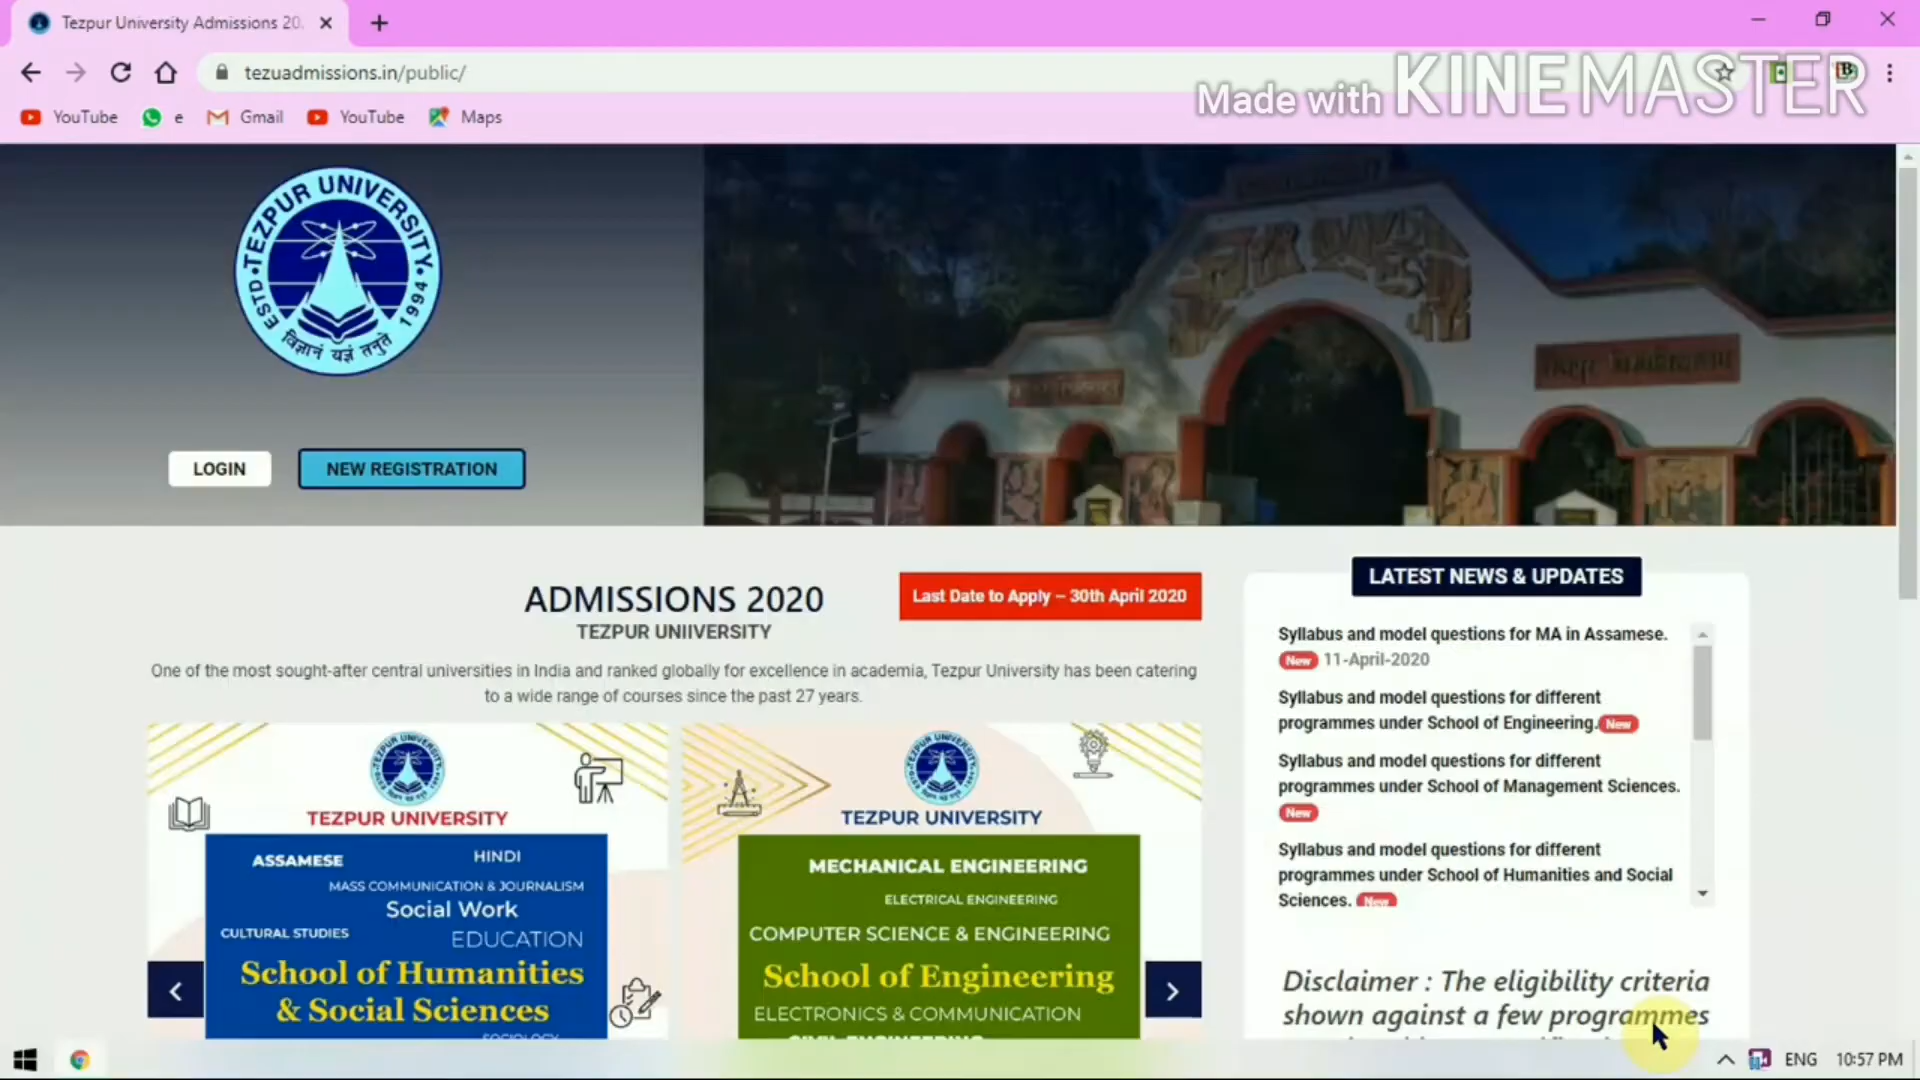 Tezpur University Admissions 20
tezuadmissions.in/public/
Made with KINEMASTER
YouTube
e
Gmail
YouTube
Maps
TEZPUR UNIVERSITY
ESTD 1994
विज्ञानं यज्ञं तनुते
LOGIN
NEW REGISTRATION
ADMISSIONS 2020
TEZPUR UNIIVERSITY
Last Date to Apply – 30th April 2020
One of the most sought-after central universities in India and ranked globally for excellence in academia, Tezpur University has been catering
to a wide range of courses since the past 27 years.
TEZPUR UNIVERSITY
ASSAMESE
HINDI
MASS COMMUNICATION & JOURNALISM
Social Work
CULTURAL STUDIES
EDUCATION
School of Humanities
& Social Sciences
SOCIOLOGY
TEZPUR UNIVERSITY
MECHANICAL ENGINEERING
ELECTRICAL ENGINEERING
COMPUTER SCIENCE & ENGINEERING
School of Engineering
ELECTRONICS & COMMUNICATION
CIVIL ENGINEERING
LATEST NEWS & UPDATES
Syllabus and model questions for MA in Assamese.
New 11-April-2020
Syllabus and model questions for different
programmes under School of Engineering. New
Syllabus and model questions for different
programmes under School of Management Sciences.
New
Syllabus and model questions for different
programmes under School of Humanities and Social
Sciences. New
Disclaimer : The eligibility criteria
shown against a few programmes
ENG
10:57 PM